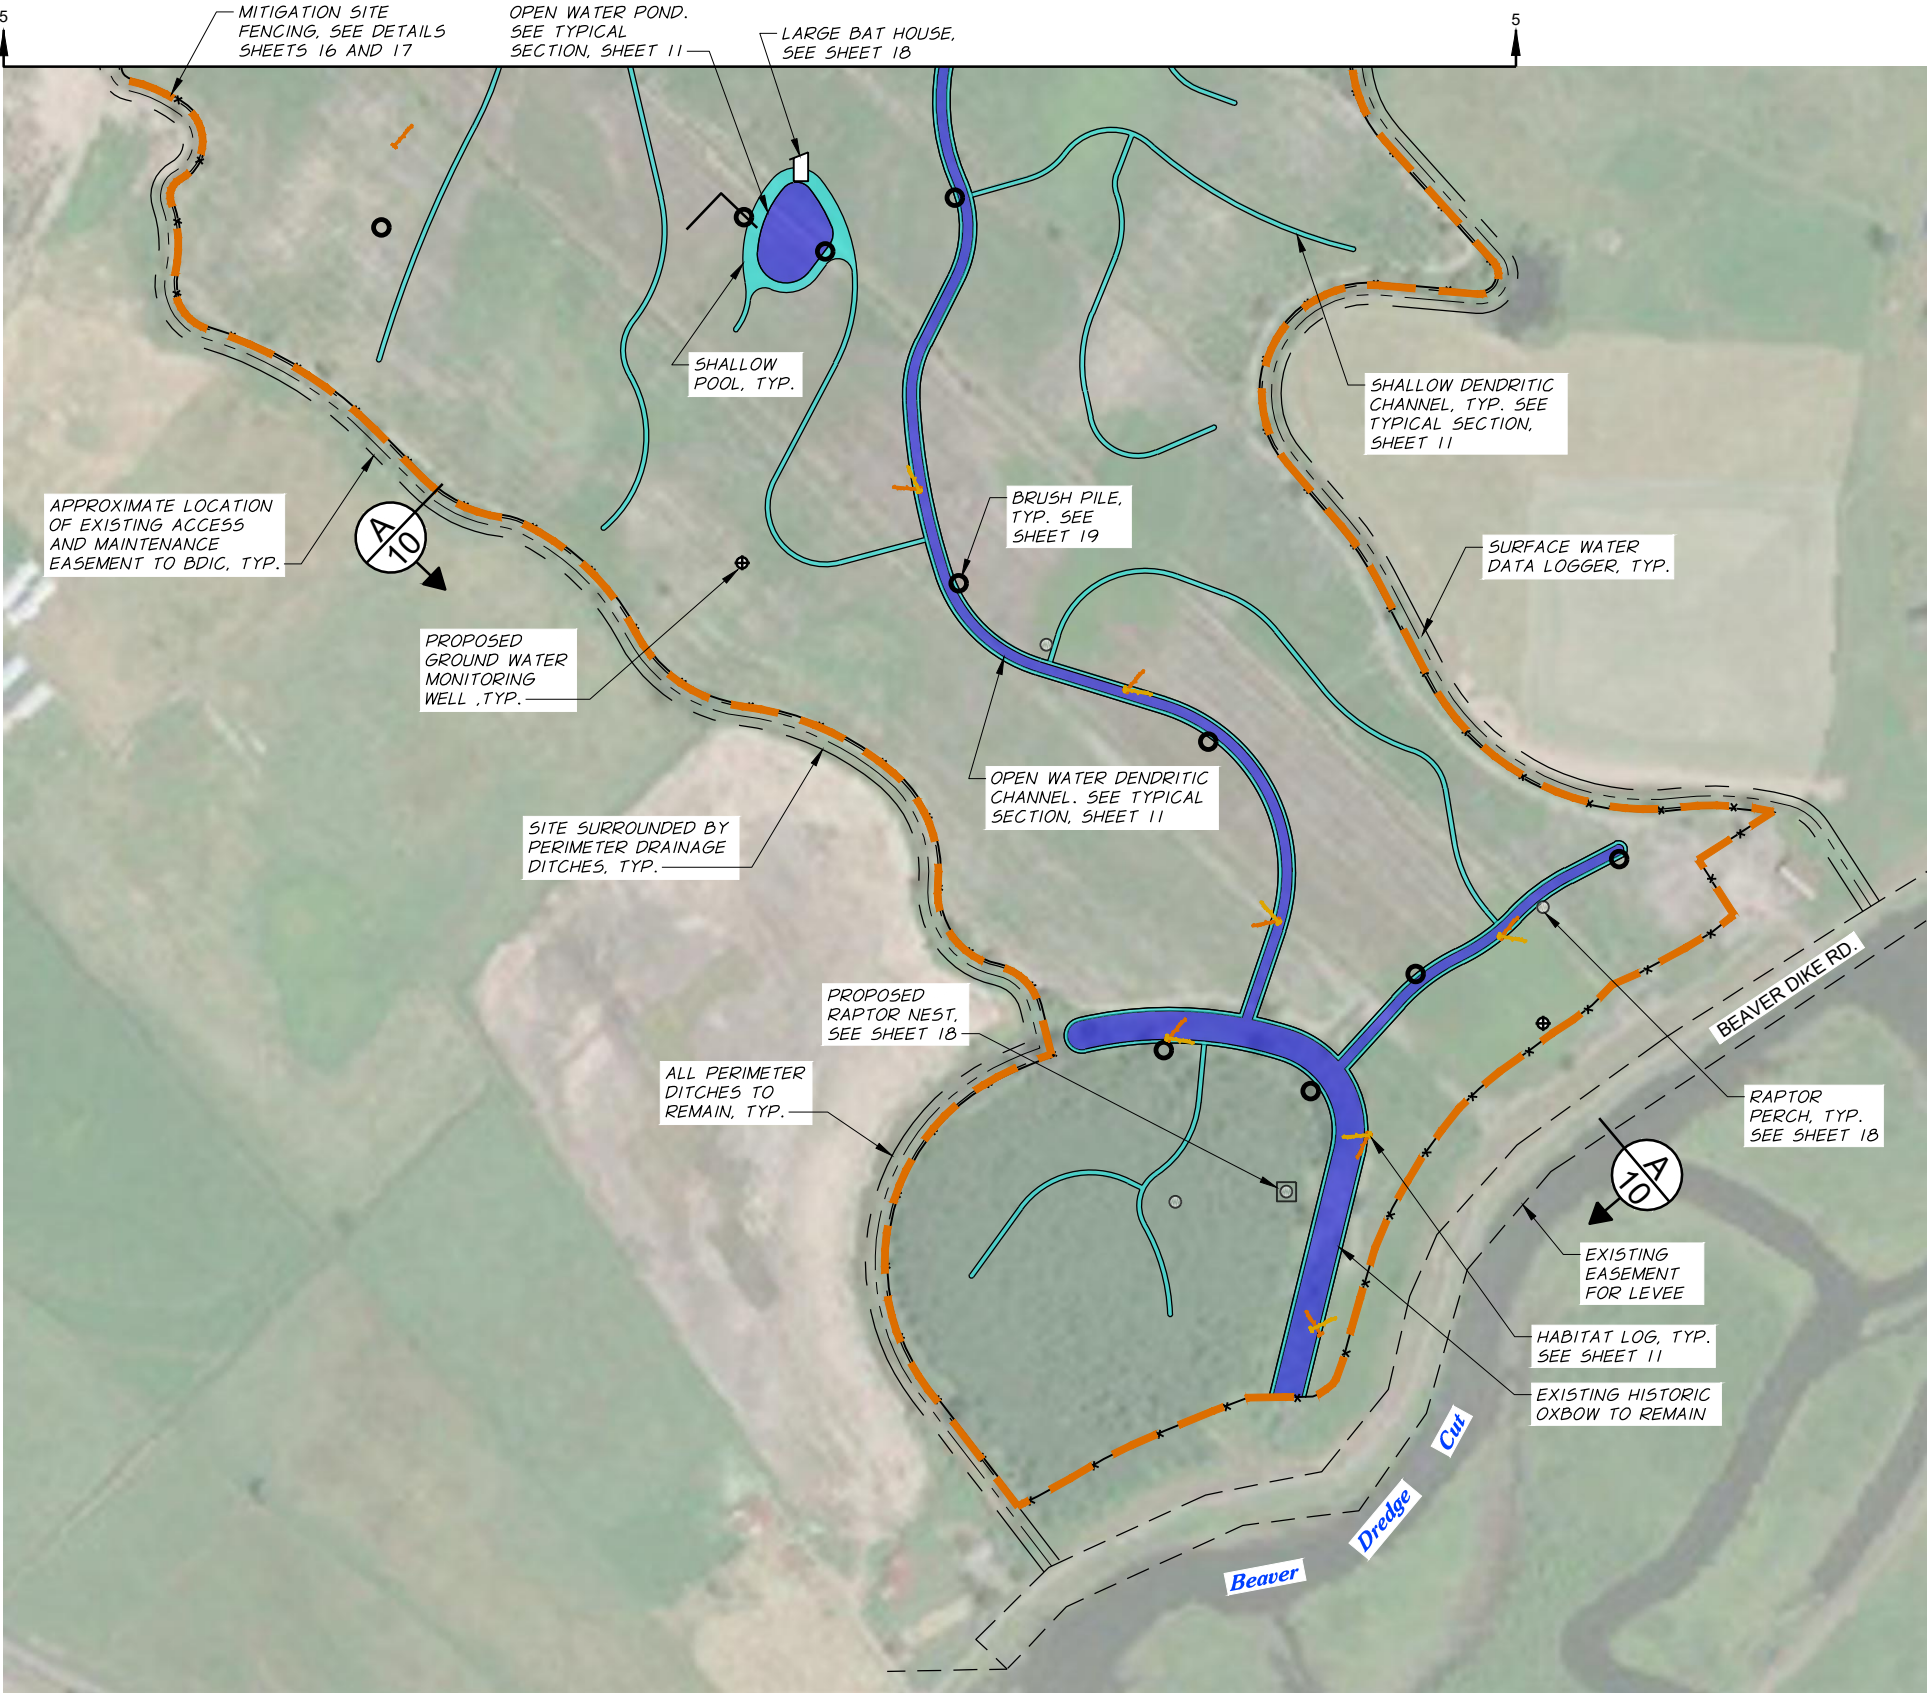 5
MITIGATION SITE
FENCING, SEE DETAILS
SHEETS 16 AND 17
OPEN WATER POND.
SEE TYPICAL
SECTION, SHEET 11
LARGE BAT HOUSE,
SEE SHEET 18
5
SHALLOW
POOL, TYP.
SHALLOW DENDRITIC
CHANNEL, TYP. SEE
TYPICAL SECTION,
SHEET 11
APPROXIMATE LOCATION
OF EXISTING ACCESS
AND MAINTENANCE
EASEMENT TO BDIC, TYP.
A
10
BRUSH PILE,
TYP. SEE
SHEET 19
SURFACE WATER
DATA LOGGER, TYP.
PROPOSED
GROUND WATER
MONITORING
WELL ,TYP.
OPEN WATER DENDRITIC
CHANNEL. SEE TYPICAL
SECTION, SHEET 11
SITE SURROUNDED BY
PERIMETER DRAINAGE
DITCHES, TYP.
BEAVER DIKE RD.
PROPOSED
RAPTOR NEST,
SEE SHEET 18
ALL PERIMETER
DITCHES TO
REMAIN, TYP.
RAPTOR
PERCH, TYP.
SEE SHEET 18
A
10
EXISTING
EASEMENT
FOR LEVEE
HABITAT LOG, TYP.
SEE SHEET 11
EXISTING HISTORIC
OXBOW TO REMAIN
Beaver
Dredge
Cut